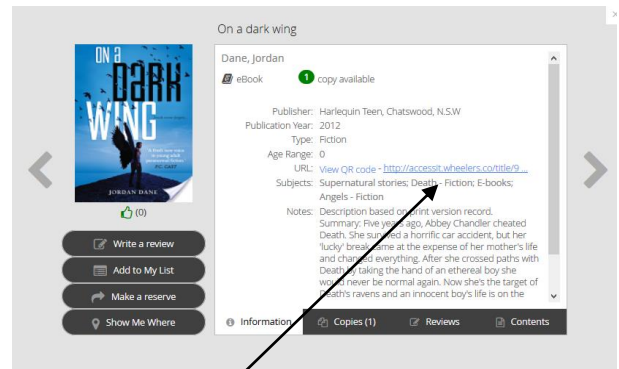 On a dark wing
ON a
DARK
WING
P.C. CAST
JORDAN DANE
(0)
Write a review
Add to My List
Make a reserve
Show Me Where
Dane, Jordan
eBook 1 copy available
Publisher: Harlequin Teen, Chatswood, N.S.W
Publication Year: 2012
Type: Fiction
Age Range: 0
URL: View QR code - http://accessit.wheelers.co/title/9 ...
Subjects: Supernatural stories; Death - Fiction; E-books;
Angels - Fiction
Notes: Description based on print version record.
Summary: Five years ago, Abbey Chandler cheated
Death. She survived a horrific car accident, but her
'lucky' break came at the expense of her mother's life
and changed everything. After she crossed paths with
Death by taking the hand of an ethereal boy she
would never be normal again. Now she's the target of
Death's ravens and an innocent boy's life is on the
Information
Copies (1)
Reviews
Contents